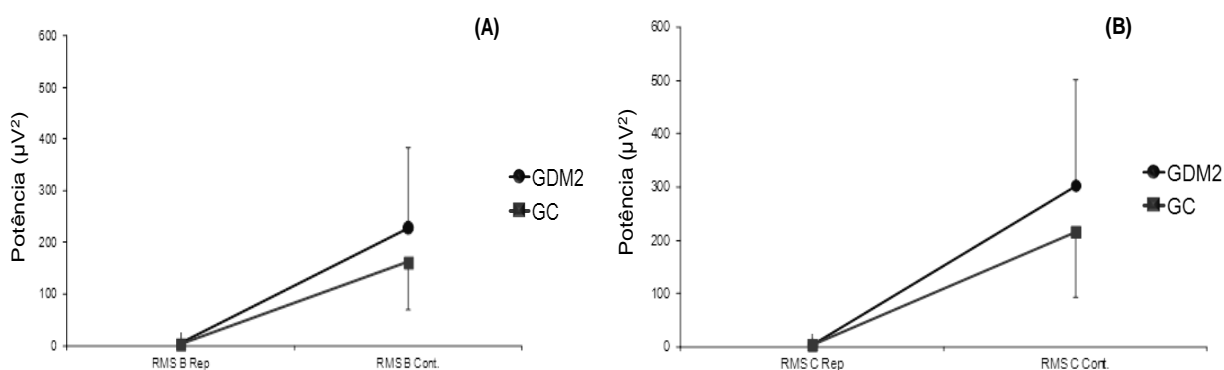 (A)
Potência (µV²)
600
500
400
300
200
100
0
RMS B Rep
RMS B Cont.
GDM2
GC
(B)
Potência (µV²)
600
500
400
300
200
100
0
RMS C Rep
RMS C Cont.
GDM2
GC